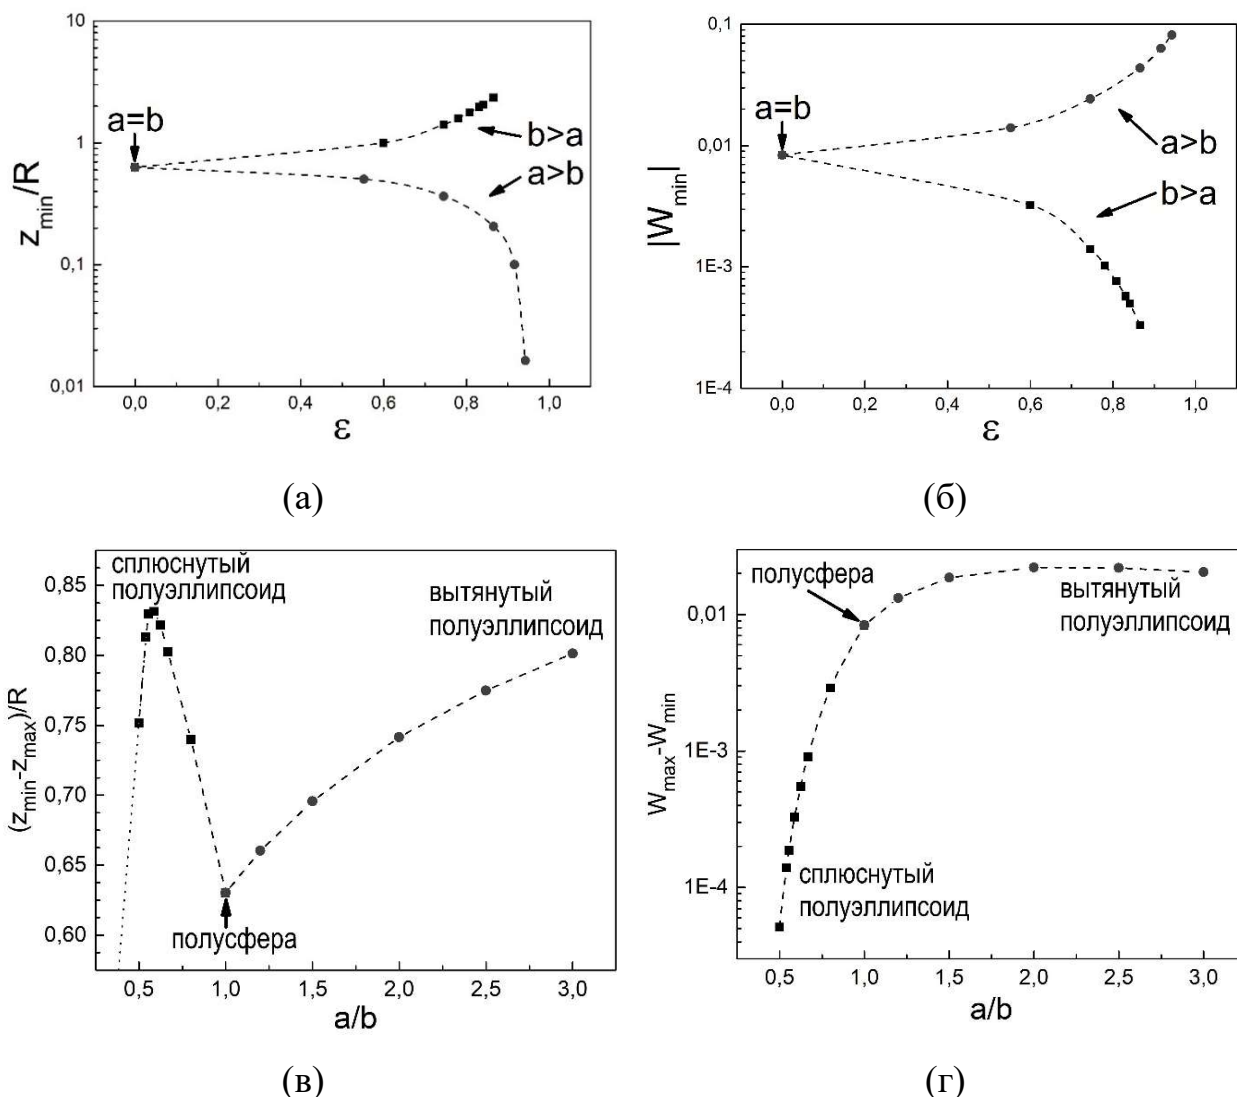 10
1
0,1
0,01
z_min/R
a=b
b>a
a>b
0,0 0,2 0,4 0,6 0,8 1,0
ε
(а)
0,1
0,01
1E-3
1E-4
|W_min|
a=b
a>b
b>a
0,0 0,2 0,4 0,6 0,8 1,0
ε
(б)
0,85
0,80
0,75
0,70
0,65
0,60
(z_min-z_max)/R
сплюснутый
полуэллипсоид
вытянутый
полуэллипсоид
полусфера
0,5 1,0 1,5 2,0 2,5 3,0
a/b
(в)
0,01
1E-3
1E-4
W_max-W_min
полусфера
вытянутый
полуэллипсоид
сплюснутый
полуэллипсоид
0,5 1,0 1,5 2,0 2,5 3,0
a/b
(г)